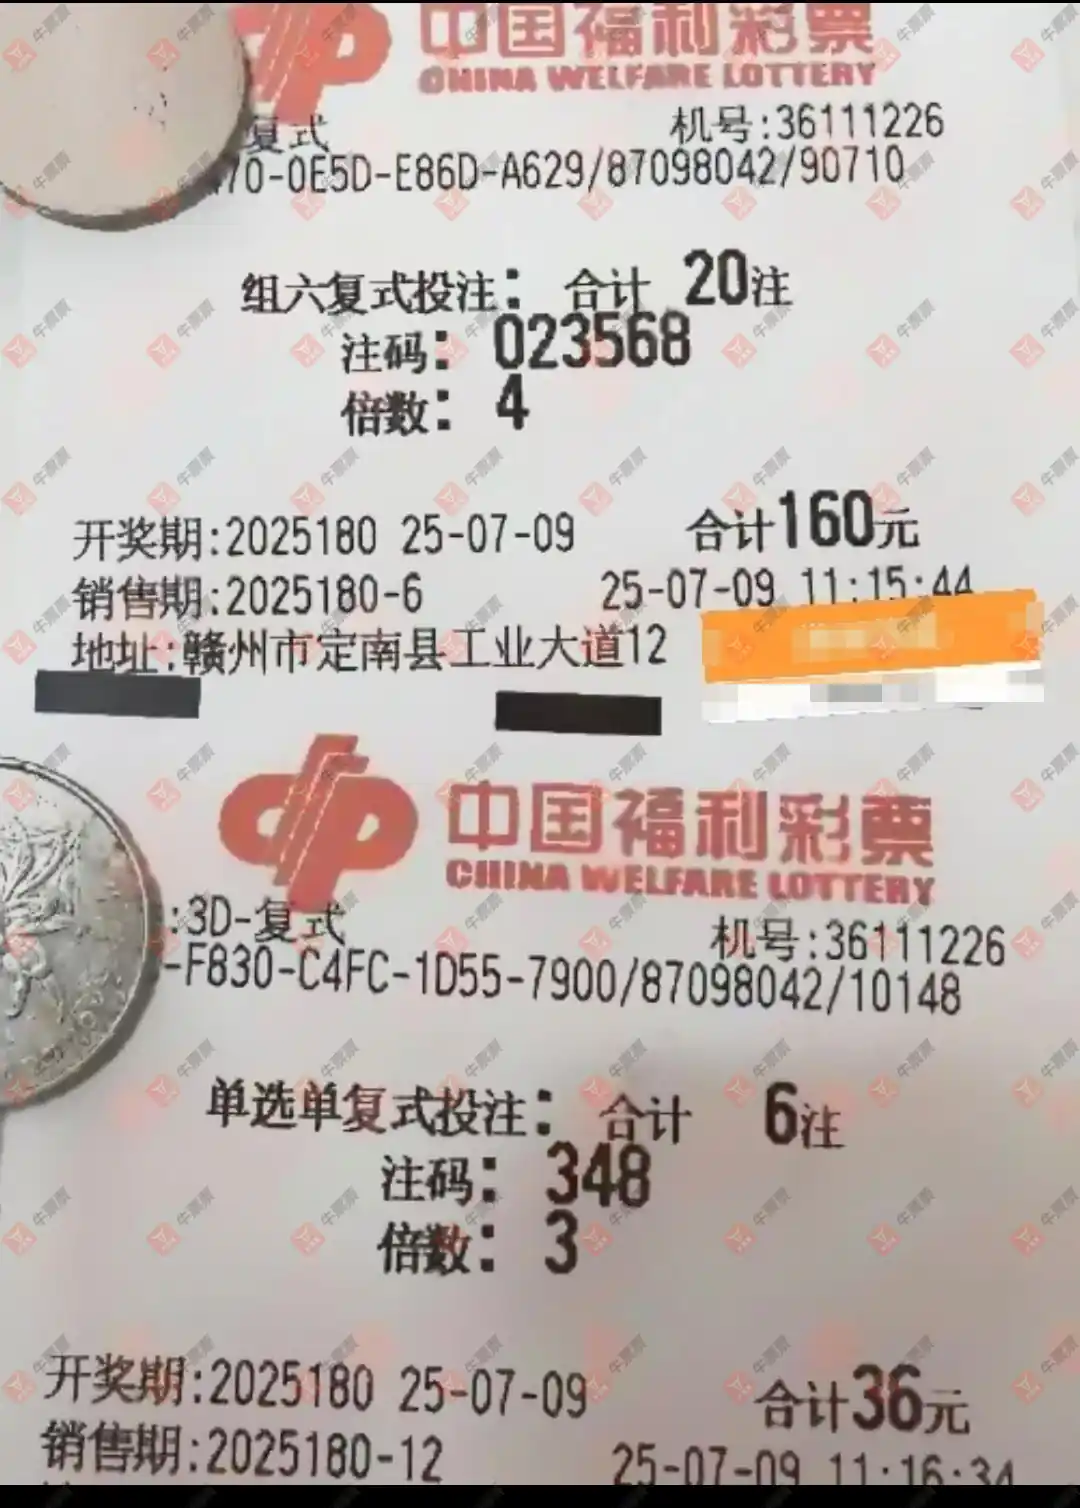 中国福利彩票
CHINA WELFARE LOTTERY
复式
机号:36111226
70-0E5D-E86D-A629/87098042/90710
组六复式投注: 合计 20注
注码: 023568
倍数: 4
开奖期:2025180 25-07-09 合计160元
销售期:2025180-6 25-07-09 11:15:44
地址:赣州市定南县工业大道12
中国福利彩票
CHINA WELFARE LOTTERY
:3D-复式
机号:36111226
-F830-C4FC-1D55-7900/87098042/10148
单选单复式投注: 合计 6注
注码: 348
倍数: 3
开奖期:2025180 25-07-09 合计36元
销售期:2025180-12 25-07-09 11:16:34